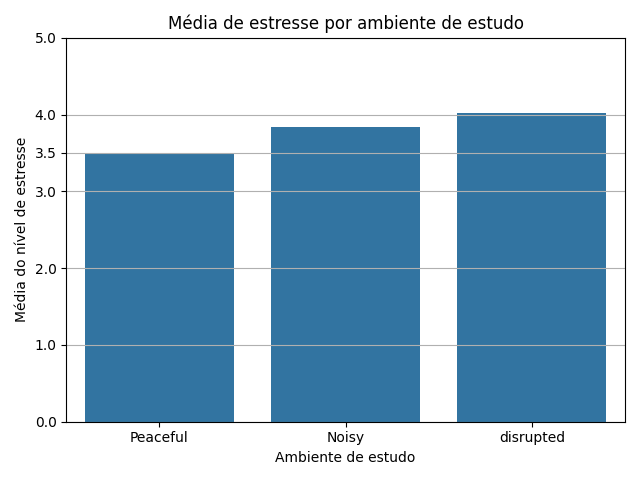 Média de estresse por ambiente de estudo
5.0
4.0
3.5
3.0
2.0
1.0
0.0
Média do nível de estresse
Peaceful Noisy disrupted
Ambiente de estudo